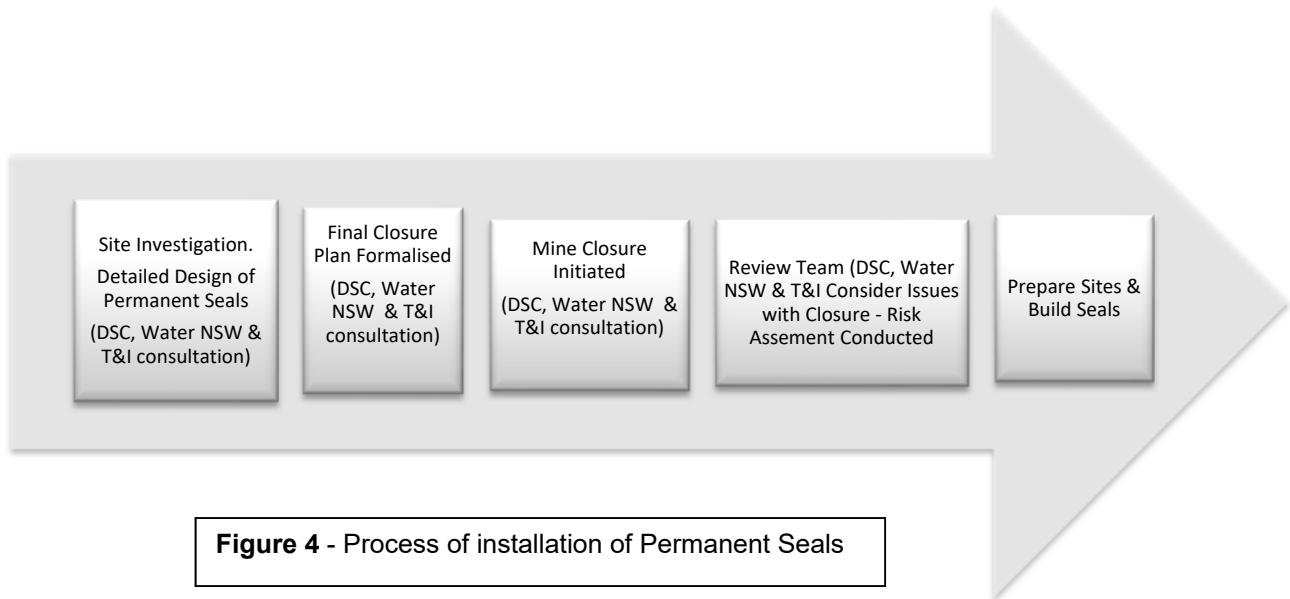 Site Investigation.
Detailed Design of
Permanent Seals
(DSC, Water NSW &
T&I consultation)
Final Closure
Plan Formalised
(DSC, Water
NSW & T&I
consultation)
Mine Closure
Initiated
(DSC, Water NSW &
T&I consultation)
Review Team (DSC, Water
NSW & T&I Consider Issues
with Closure - Risk
Assement Conducted
Prepare Sites &
Build Seals
Figure 4 - Process of installation of Permanent Seals